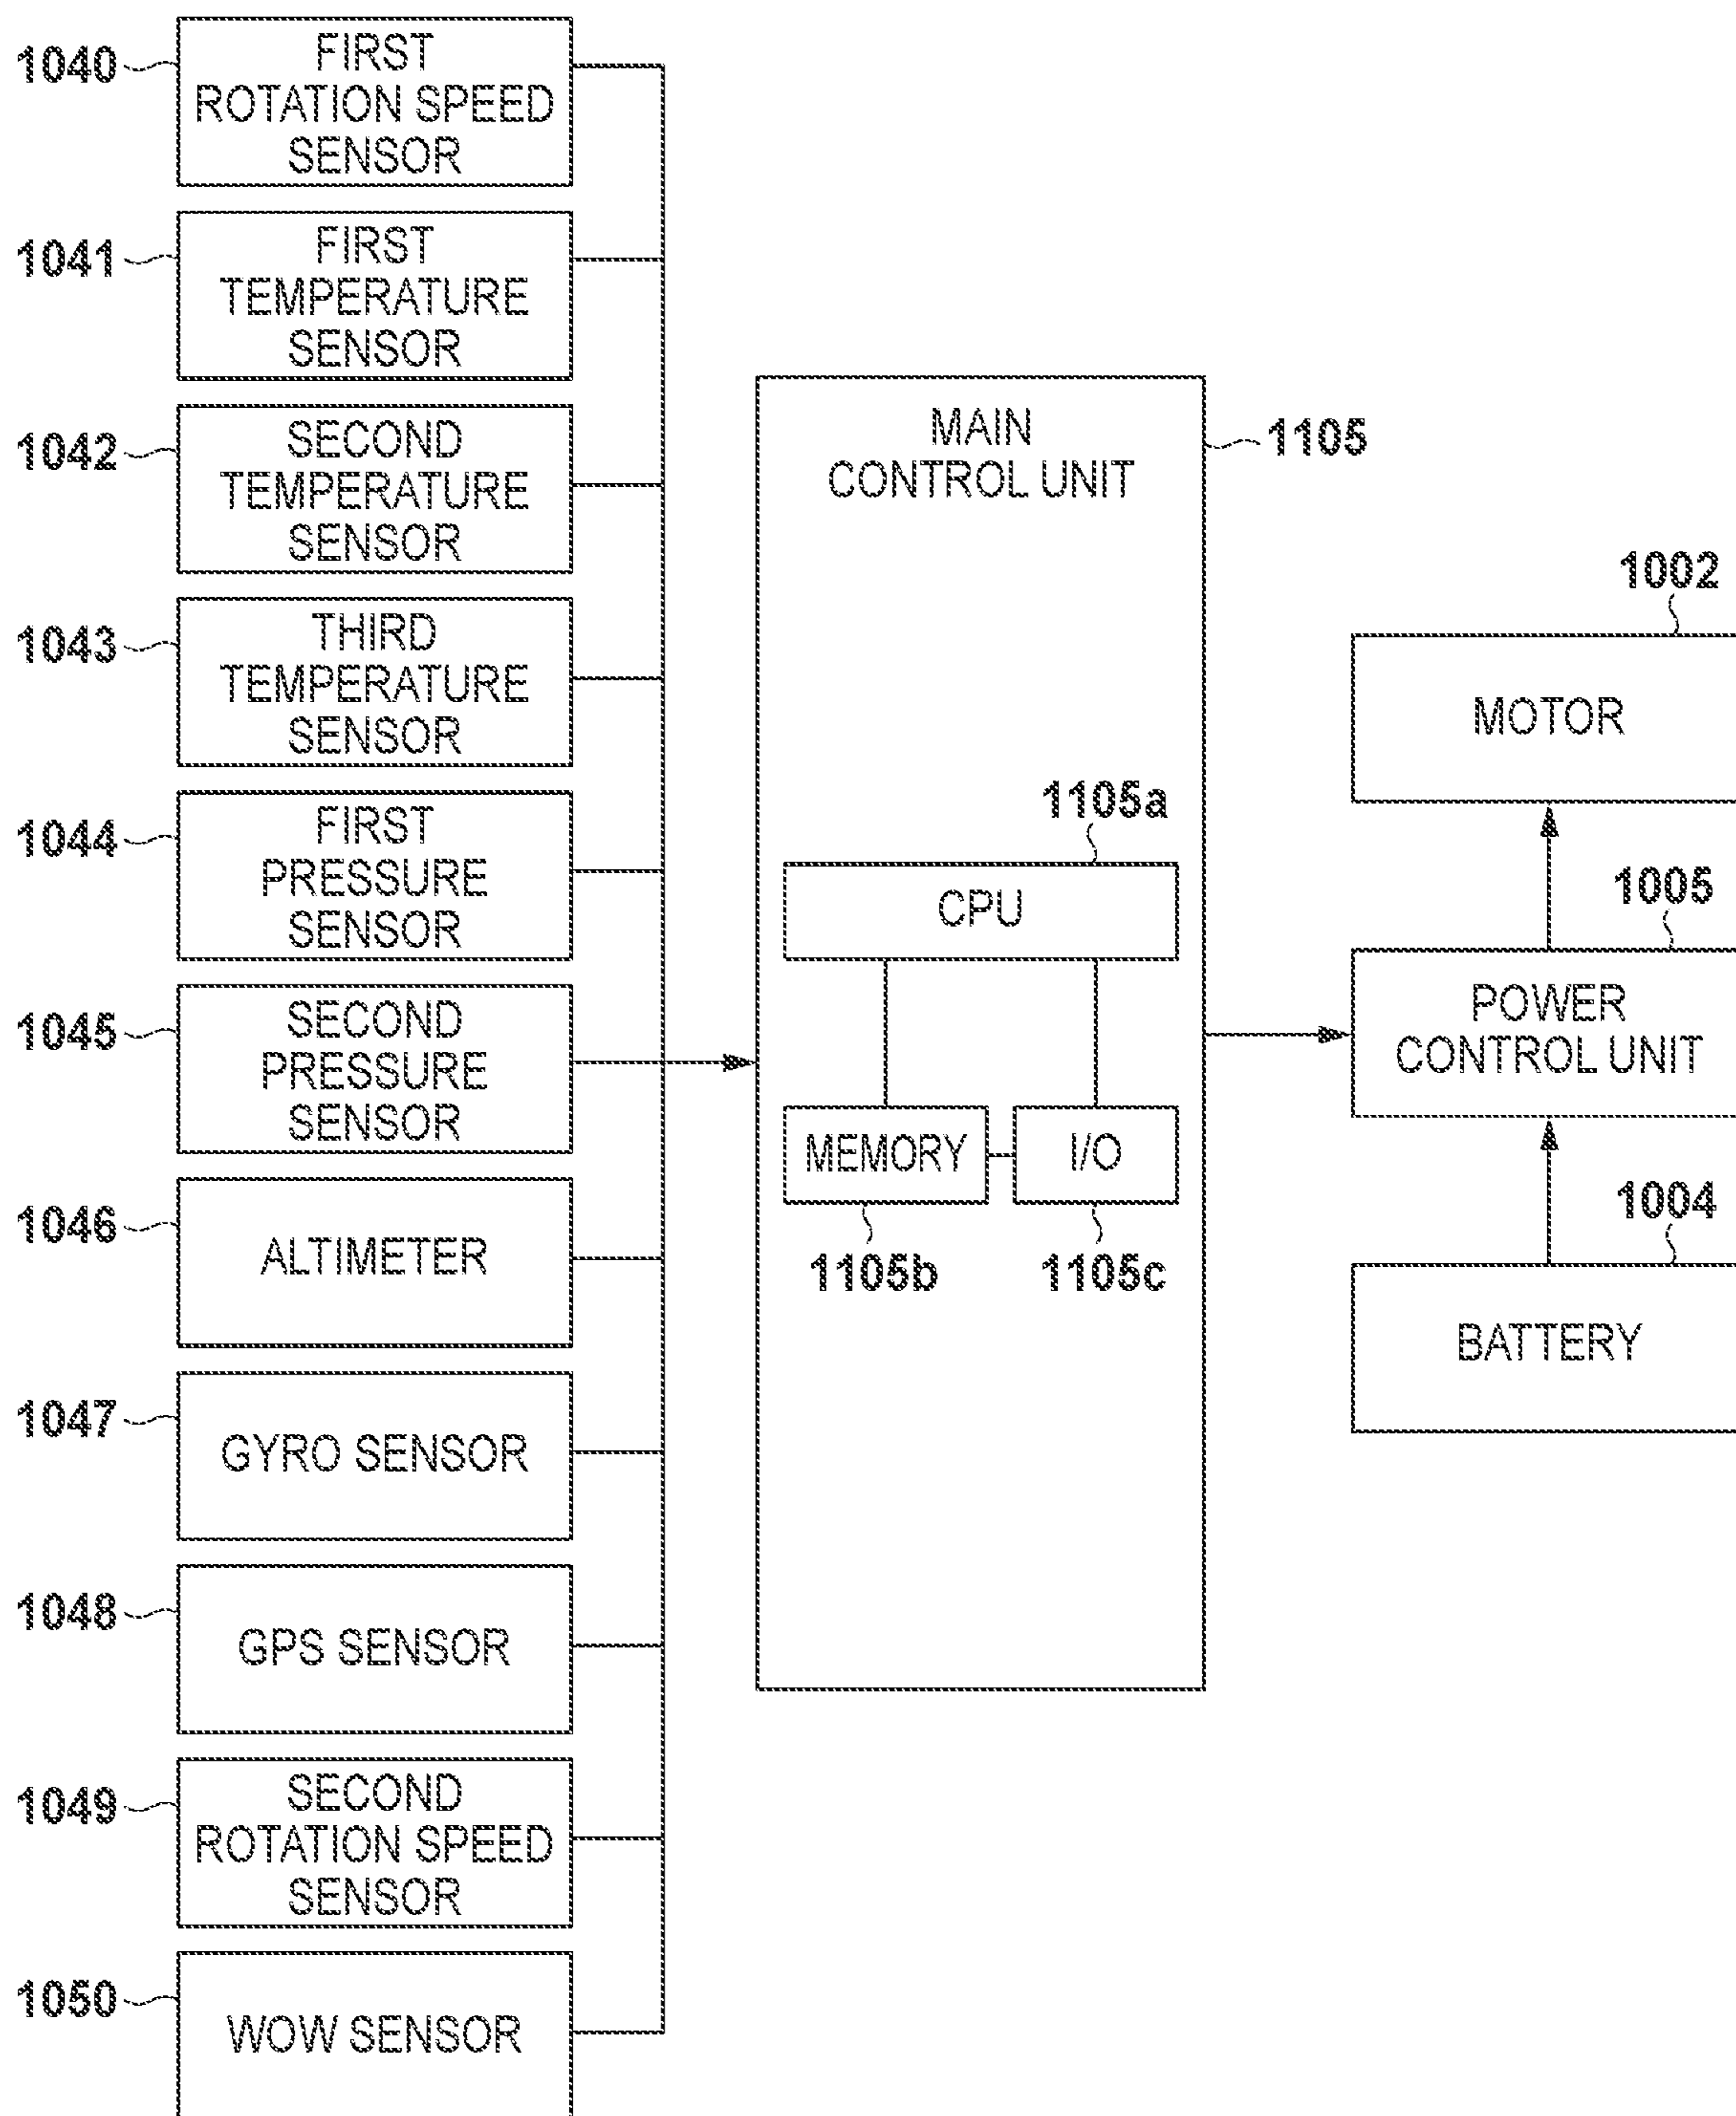 1040
FIRST
ROTATION SPEED
SENSOR
1041
FIRST
TEMPERATURE
SENSOR
1042
SECOND
TEMPERATURE
SENSOR
1043
THIRD
TEMPERATURE
SENSOR
1044
FIRST
PRESSURE
SENSOR
1045
SECOND
PRESSURE
SENSOR
1046
ALTIMETER
1047
GYRO SENSOR
1048
GPS SENSOR
1049
SECOND
ROTATION SPEED
SENSOR
1050
WOW SENSOR
MAIN
CONTROL UNIT
1105
1105a
CPU
MEMORY
I/O
1105b
1105c
1002
MOTOR
1005
POWER
CONTROL UNIT
1004
BATTERY